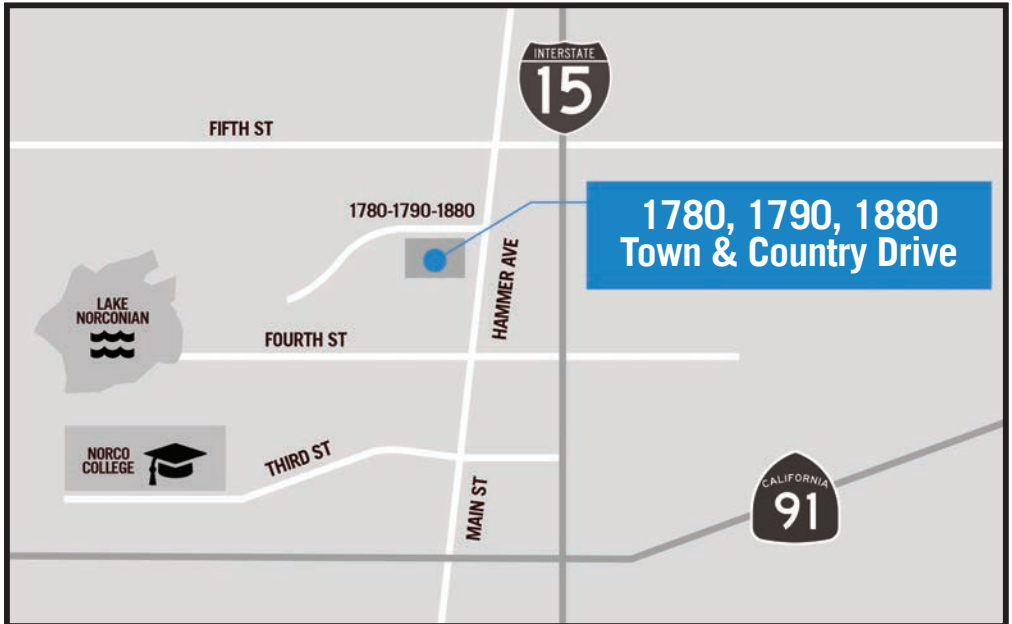 INTERSTATE
15
FIFTH ST
1780-1790-1880
1780, 1790, 1880
Town & Country Drive
HAMMER AVE
LAKE
NORCONIAN
FOURTH ST
NORCO
COLLEGE
THIRD ST
MAIN ST
CALIFORNIA
91